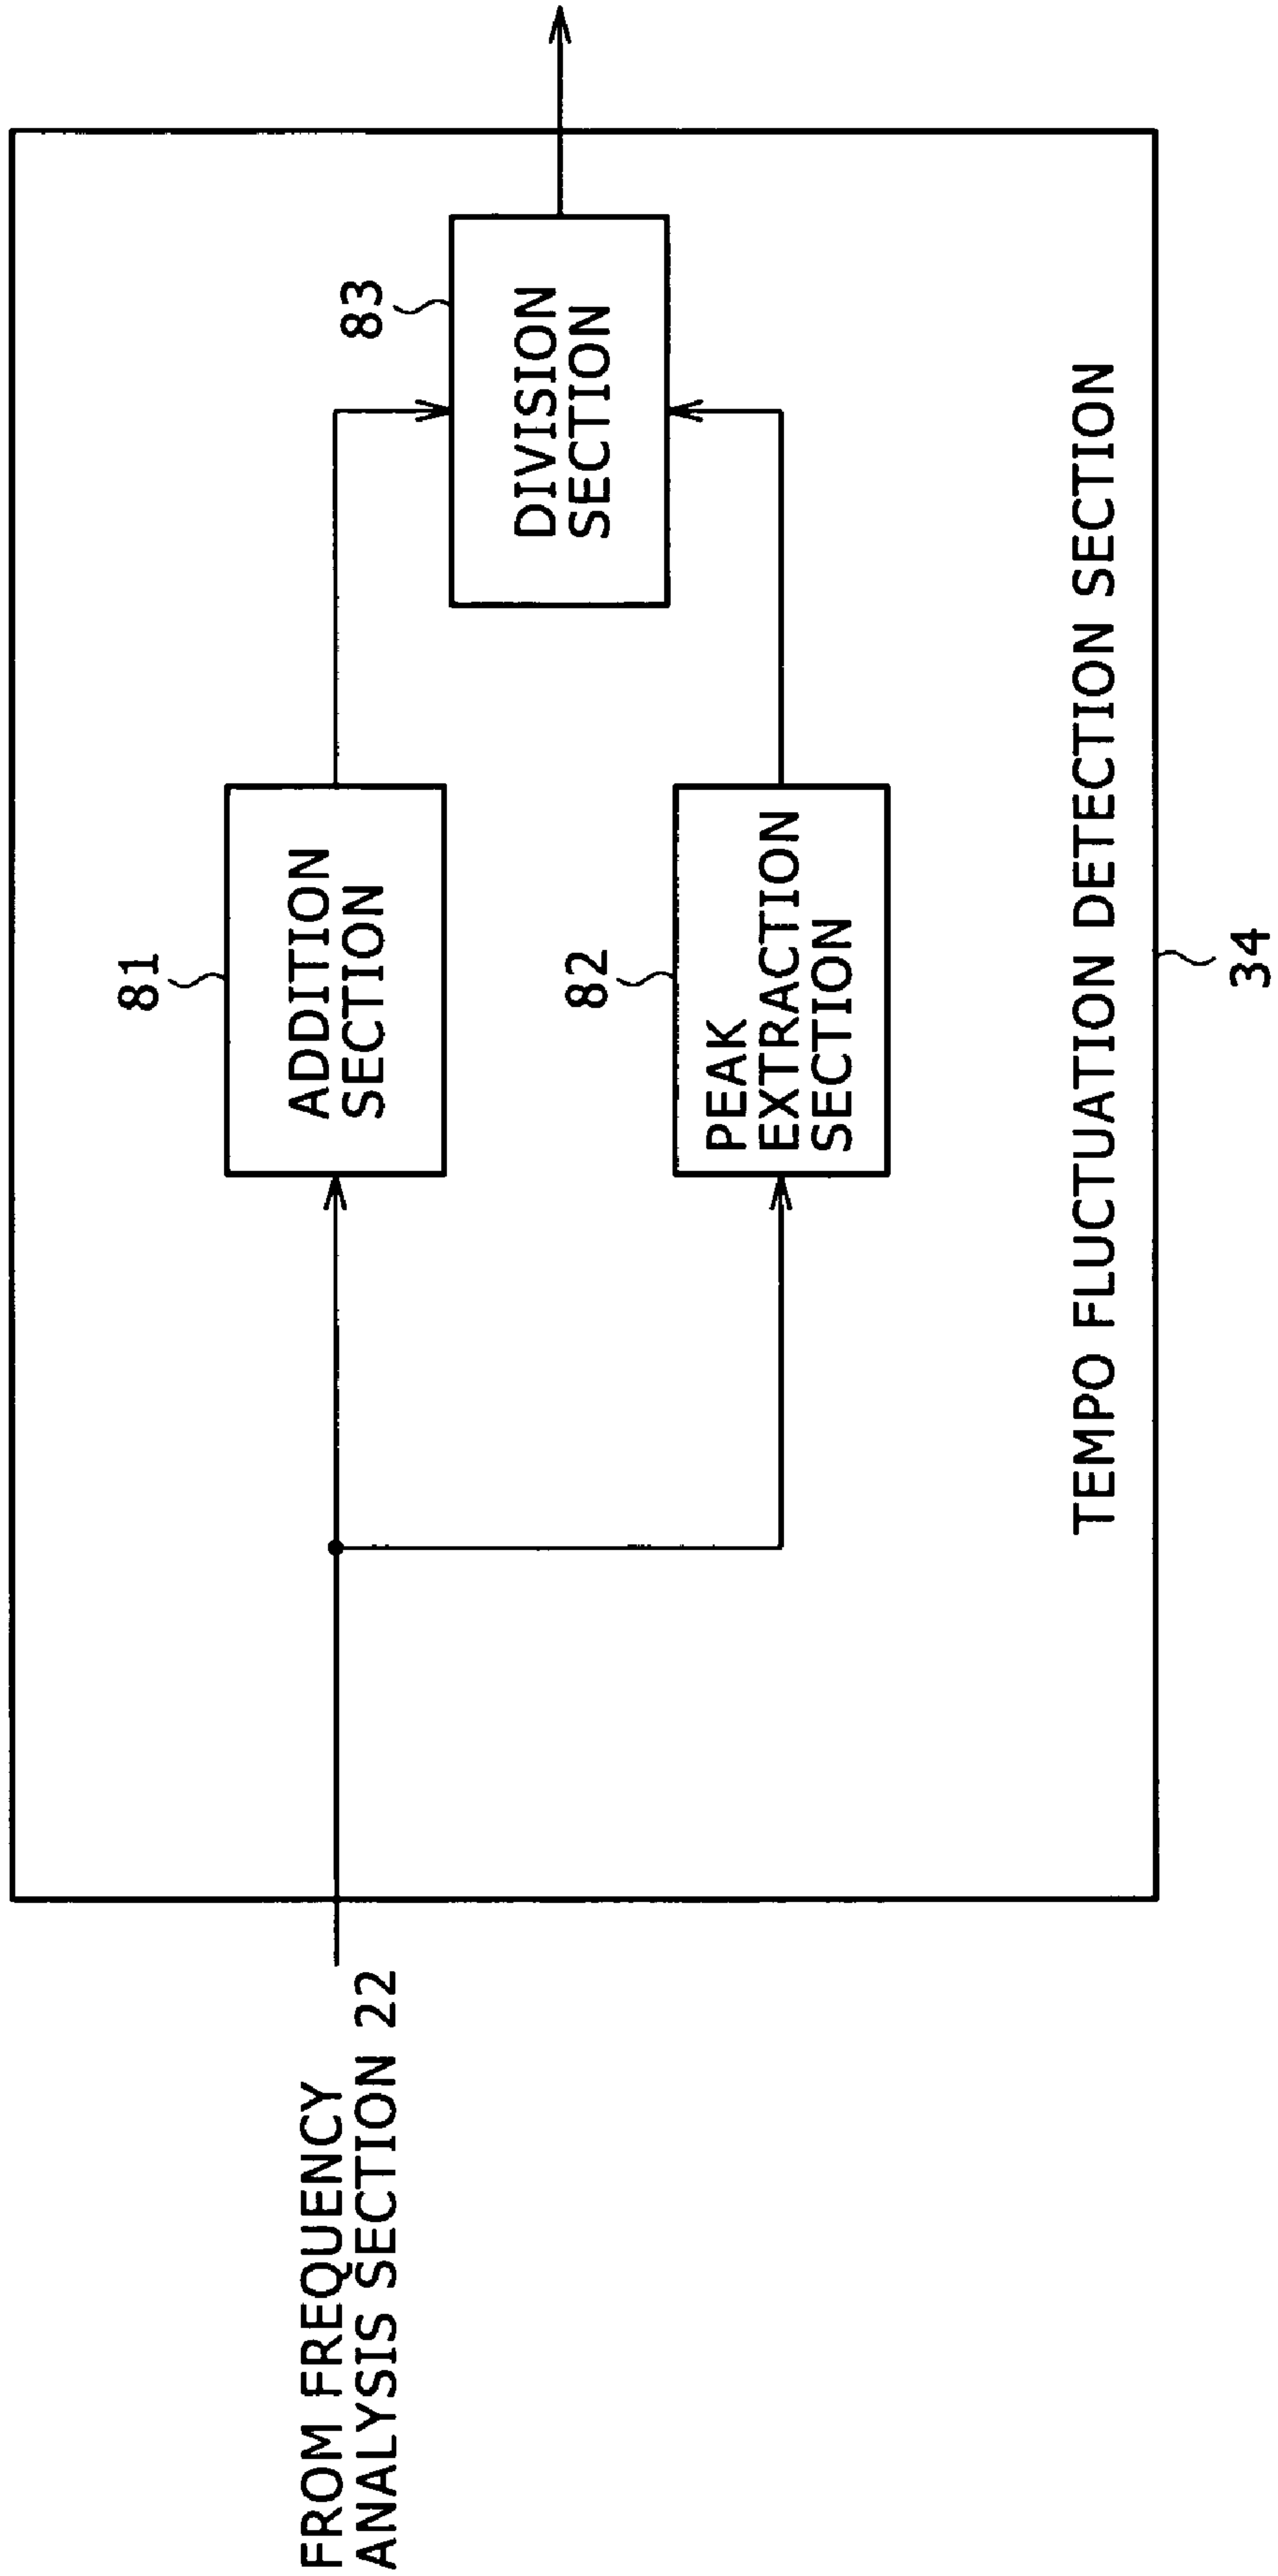 FROM FREQUENCY
ANALYSIS SECTION 22
81
ADDITION
SECTION
82
PEAK
EXTRACTION
SECTION
83
DIVISION
SECTION
TEMPO FLUCTUATION DETECTION SECTION
34